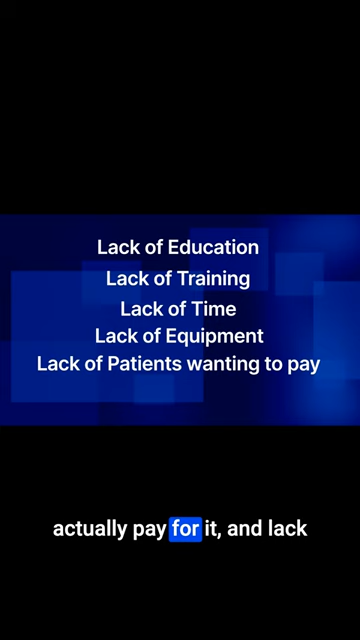 Lack of Education
Lack of Training
Lack of Time
Lack of Equipment
Lack of Patients wanting to pay
actually pay for it, and lack